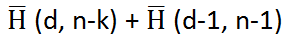 H̅ (d, n-k) + H̅ (d-1, n-1)